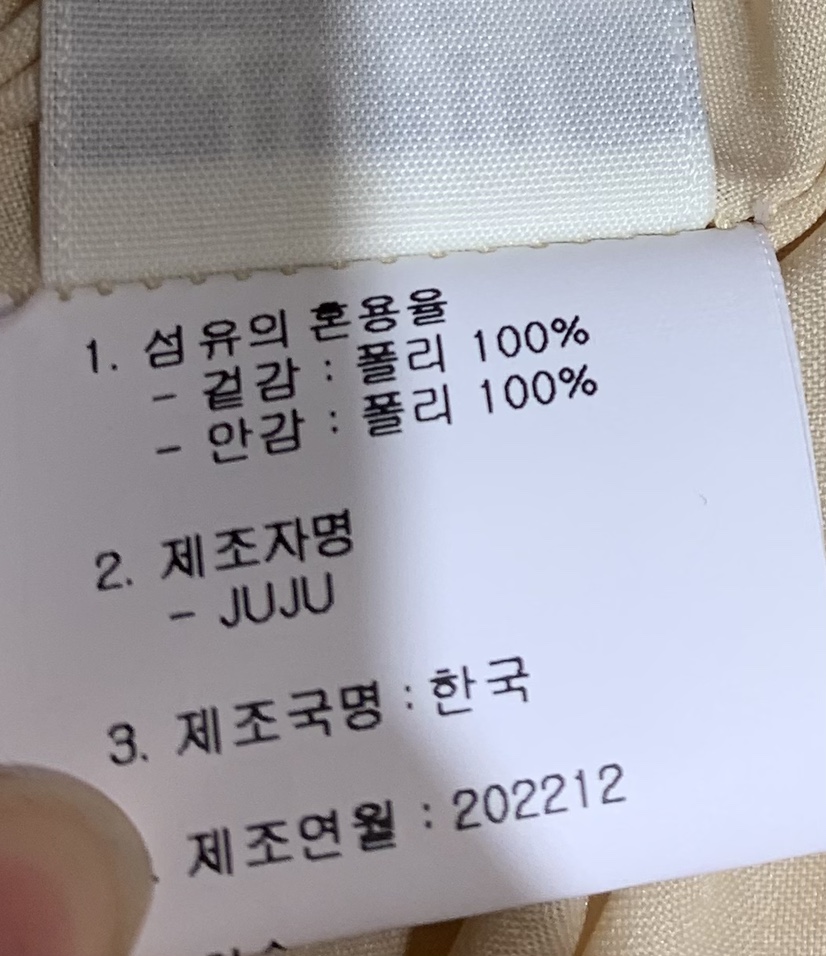 1. 섬유의 혼용율
- 겉감 : 폴리 100%
- 안감 : 폴리 100%
2. 제조자명
- JUJU
3. 제조국명 : 한국
. 제조연월 : 202212